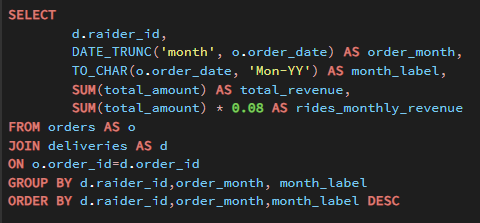 SELECT
d.raider_id,
DATE_TRUNC('month', o.order_date) AS order_month,
TO_CHAR(o.order_date, 'Mon-YY') AS month_label,
SUM(total_amount) AS total_revenue,
SUM(total_amount) * 0.08 AS rides_monthly_revenue
FROM orders AS o
JOIN deliveries AS d
ON o.order_id=d.order_id
GROUP BY d.raider_id,order_month, month_label
ORDER BY d.raider_id,order_month,month_label DESC